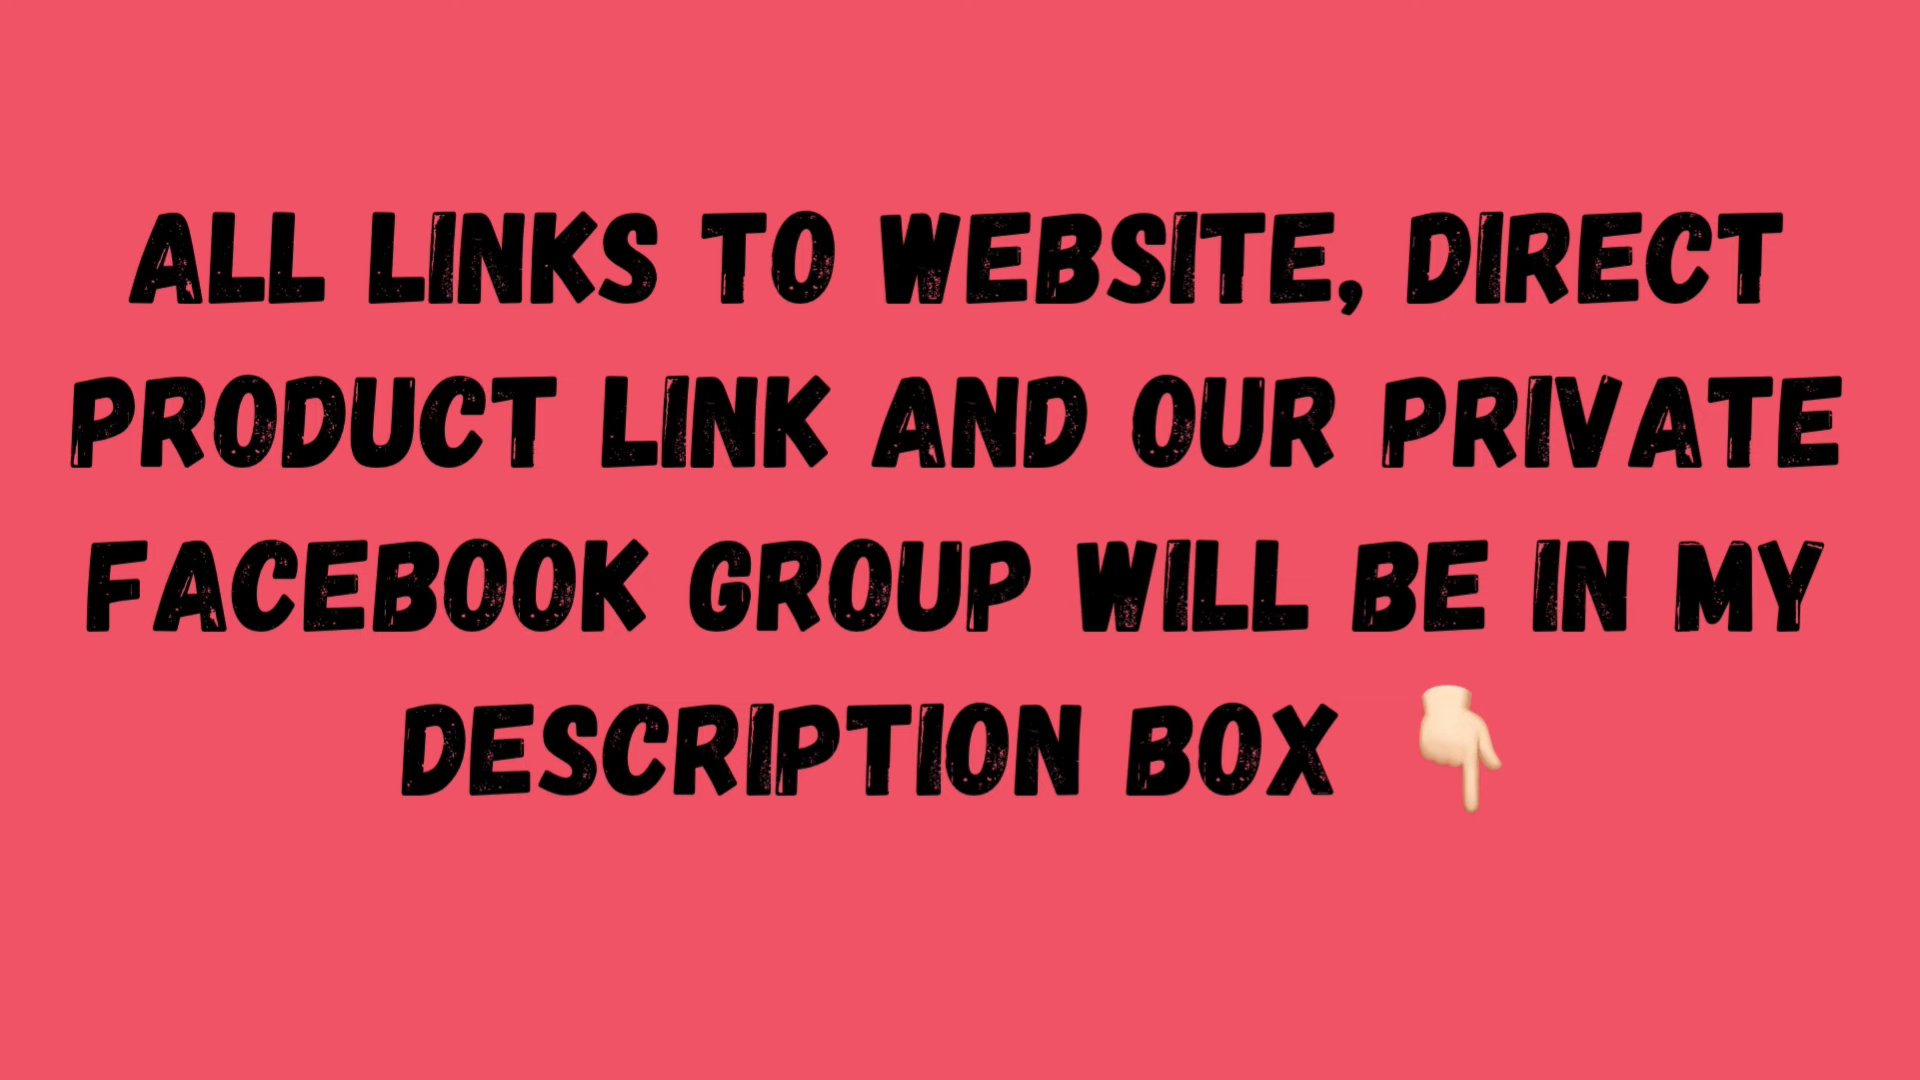 ALL LINKS TO WEBSITE, DIRECT
PRODUCT LINK AND OUR PRIVATE
FACEBOOK GROUP WILL BE IN MY
DESCRIPTION BOX 👇🏻